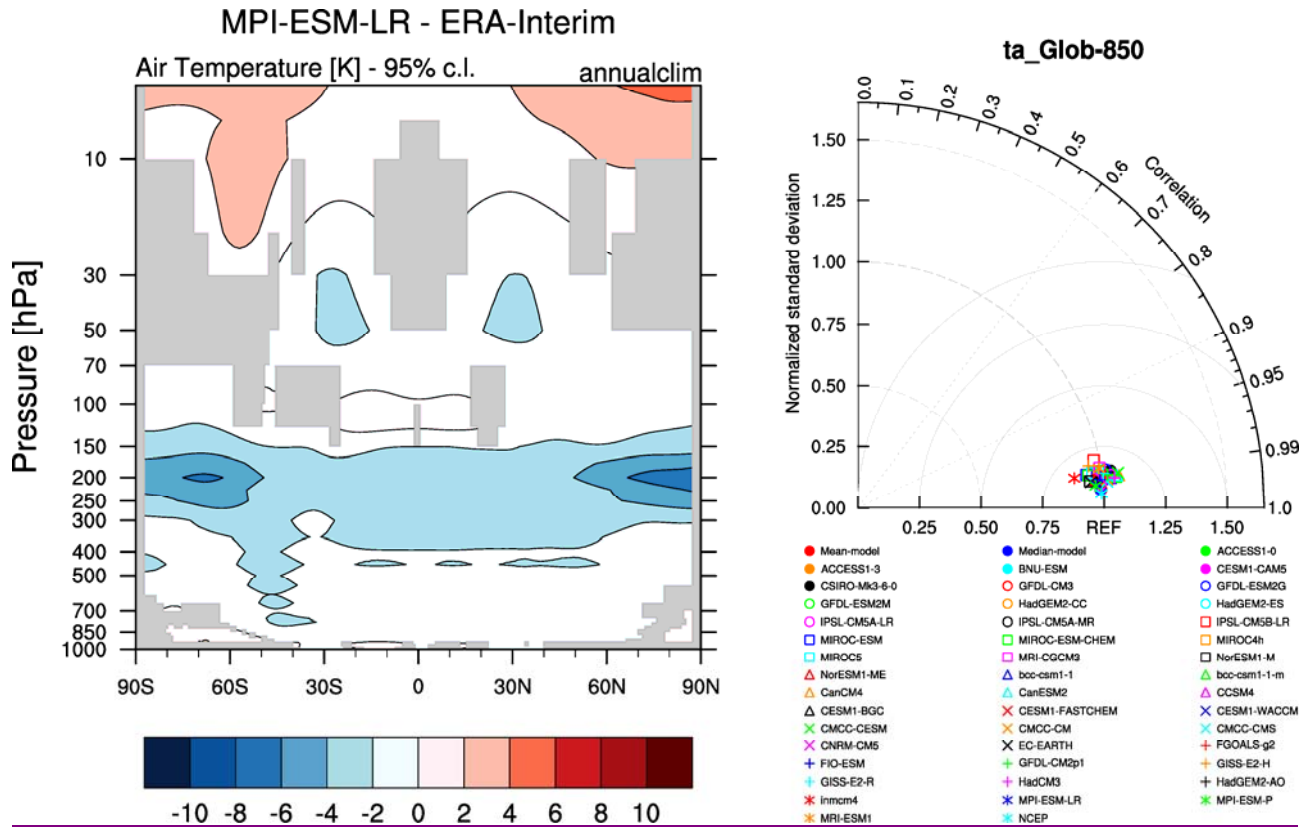 MPI-ESM-LR - ERA-Interim
Air Temperature [K] - 95% c.l.
annualclim
Pressure [hPa]
10
30
50
70
100
150
200
250
300
400
500
700
850
1000
90S 60S 30S 0 30N 60N 90N
-10 -8 -6 -4 -2 0 2 4 6 8 10
ta_Glob-850
Normalized standard deviation
1.50
1.25
1.00
0.75
0.50
0.25
0.00
0.0 0.1 0.2 0.3 0.4 0.5 0.6 0.7 0.8 0.9 0.95 0.99 1.0
Correlation
0.25 0.50 0.75 REF 1.25 1.50
Mean-model Median-model ACCESS1-0
ACCESS1-3 BNU-ESM CESM1-CAM5
CSIRO-Mk3-6-0 GFDL-CM3 GFDL-ESM2G
GFDL-ESM2M HadGEM2-CC HadGEM2-ES
IPSL-CM5A-LR IPSL-CM5A-MR IPSL-CM5B-LR
MIROC-ESM MIROC-ESM-CHEM MIROC4h
MIROC5 MRI-CGCM3 NorESM1-M
NorESM1-ME bcc-csm1-1 bcc-csm1-1-m
CanCM4 CanESM2 CCSM4
CESM1-BGC CESM1-FASTCHEM CESM1-WACCM
CMCC-CESM CMCC-CM CMCC-CMS
CNRM-CM5 EC-EARTH FGOALS-g2
FIO-ESM GFDL-CM2p1 GISS-E2-H
GISS-E2-R HadCM3 HadGEM2-AO
inmcm4 MPI-ESM-LR MPI-ESM-P
MRI-ESM1 NCEP